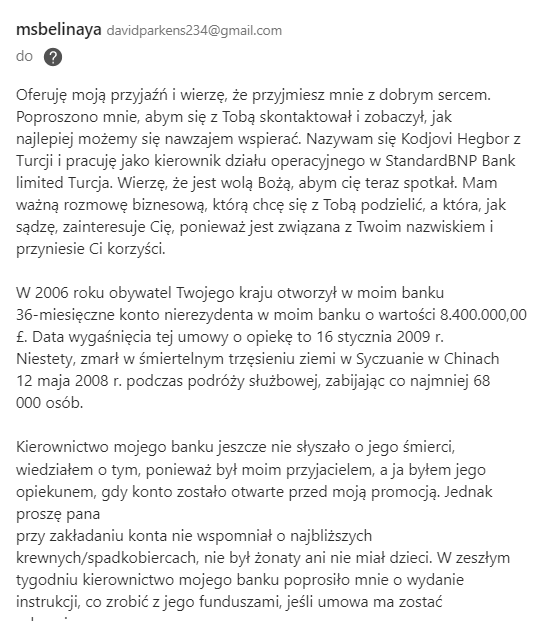 msbelinaya davidparkens234@gmail.com
do ?
Oferuję moją przyjaźń i wierzę, że przyjmiesz mnie z dobrym sercem.
Poproszono mnie, abym się z Tobą skontaktował i zobaczył, jak
najlepiej możemy się nawzajem wspierać. Nazywam się Kodjovi Hegbor z
Turcji i pracuję jako kierownik działu operacyjnego w StandardBNP Bank
limited Turcja. Wierzę, że jest wolą Bożą, abym cię teraz spotkał. Mam
ważną rozmowę biznesową, którą chcę się z Tobą podzielić, a która, jak
sądzę, zainteresuje Cię, ponieważ jest związana z Twoim nazwiskiem i
przyniesie Ci korzyści.
W 2006 roku obywatel Twojego kraju otworzył w moim banku
36-miesięczne konto nierezydenta w moim banku o wartości 8.400.000,00
£. Data wygaśnięcia tej umowy o opiekę to 16 stycznia 2009 r.
Niestety, zmarł w śmiertelnym trzęsieniu ziemi w Syczuanie w Chinach
12 maja 2008 r. podczas podróży służbowej, zabijając co najmniej 68
000 osób.
Kierownictwo mojego banku jeszcze nie słyszało o jego śmierci,
wiedziałem o tym, ponieważ był moim przyjacielem, a ja byłem jego
opiekunem, gdy konto zostało otwarte przed moją promocją. Jednak
proszę pana
przy zakładaniu konta nie wspomniał o najbliższych
krewnych/spadkobiercach, nie był żonaty ani nie miał dzieci. W zeszłym
tygodniu kierownictwo mojego banku poprosiło mnie o wydanie
instrukcji, co zrobić z jego funduszami, jeśli umowa ma zostać